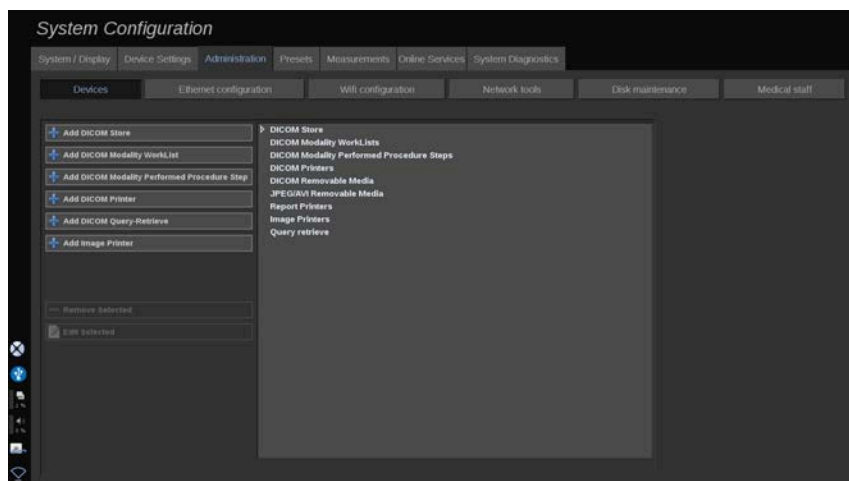 System Configuration
System / Display Device Settings Administration Presets Measurements Online Services System Diagnostics
Devices Ethernet configuration Wifi configuration Network tools Disk maintenance Medical staff
Add DICOM Store
Add DICOM Modality WorkList
Add DICOM Modality Performed Procedure Step
Add DICOM Printer
Add DICOM Query-Retrieve
Add Image Printer
Remove Selected
Edit Selected
DICOM Store
DICOM Modality WorkLists
DICOM Modality Performed Procedure Steps
DICOM Printers
DICOM Removable Media
JPEG/AVI Removable Media
Report Printers
Image Printers
Query retrieve